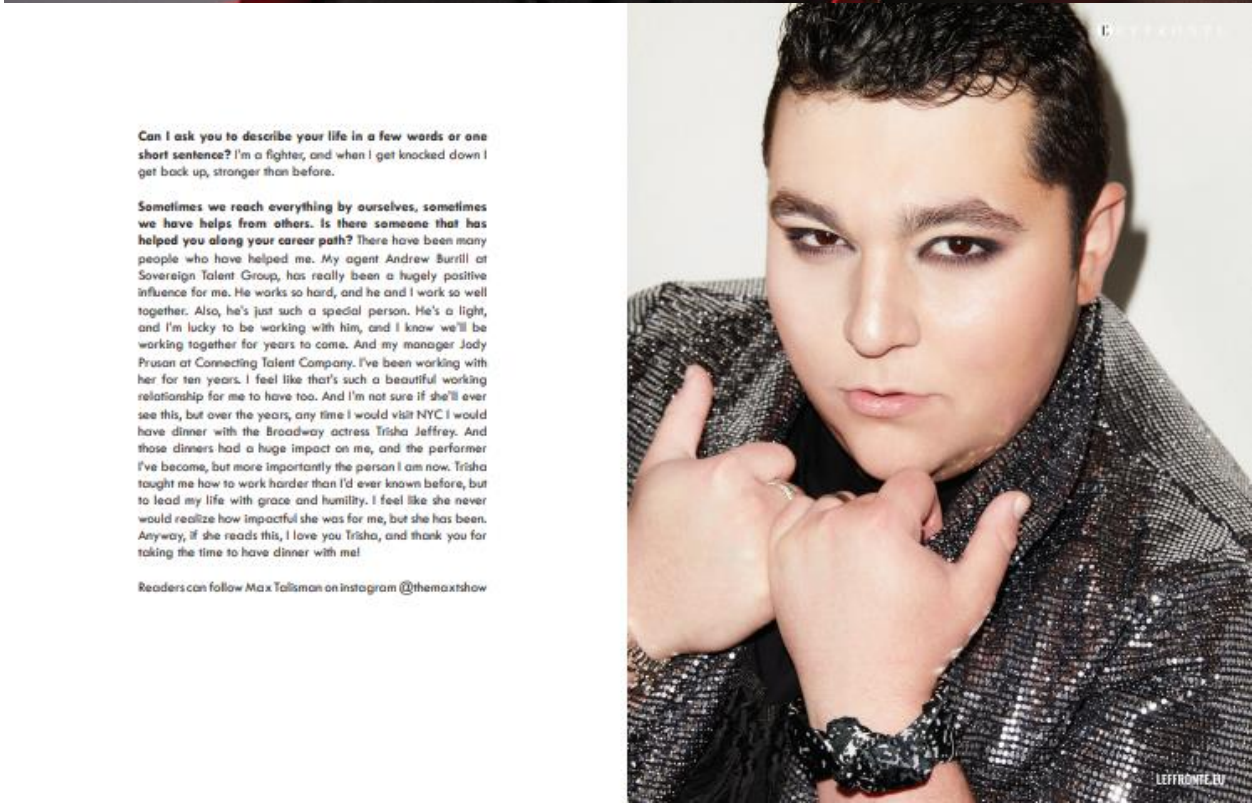 Can I ask you to describe your life in a few words or one
short sentence? I'm a fighter, and when I get knocked down I
get back up, stronger than before.
Sometimes we reach everything by ourselves, sometimes
we have helps from others. Is there someone that has
helped you along your career path? There have been many
people who have helped me. My agent Andrew Burrill at
Sovereign Talent Group, has really been a hugely positive
influence for me. He works so hard, and he and I work so well
together. Also, he's just such a special person. He's a light,
and I'm lucky to be working with him, and I know we'll be
working together for years to come. And my manager Jody
Prusan at Connecting Talent Company. I've been working with
her for ten years. I feel like that's such a beautiful working
relationship for me to have too. And I'm not sure if she'll ever
see this, but over the years, any time I would visit NYC I would
have dinner with the Broadway actress Trisha Jeffrey. And
those dinners had a huge impact on me, and the performer
I've become, but more importantly the person I am now. Trisha
taught me how to work harder than I'd ever known before, but
to lead my life with grace and humility. I feel like she never
would realize how impactful she was for me, but she has been.
Anyway, if she reads this, I love you Trisha, and thank you for
taking the time to have dinner with me!
Readers can follow Max Talisman on instagram @themaxtshow
LEFFRONTE.EU